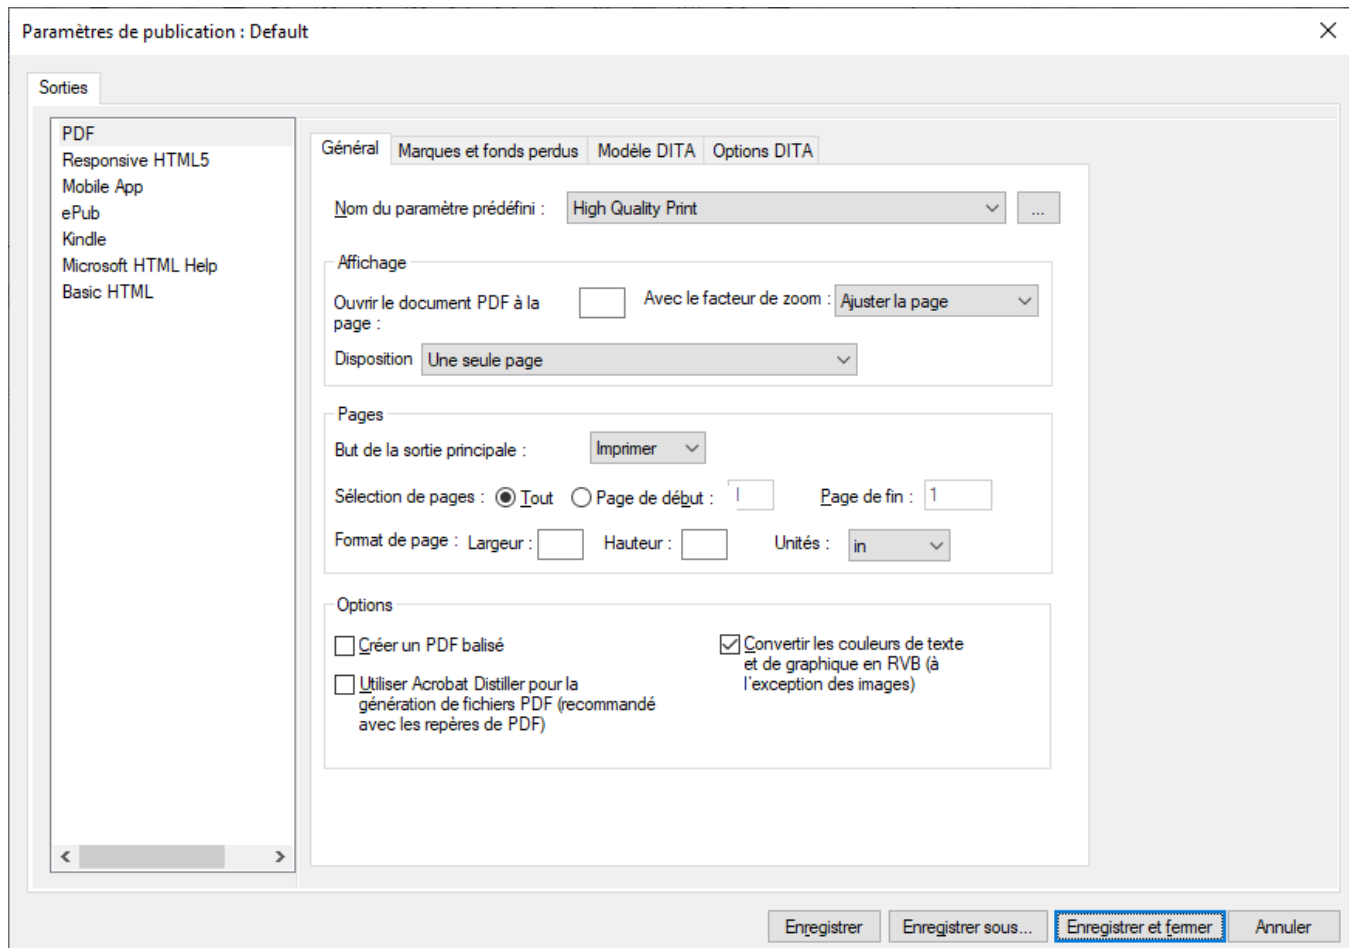 Paramètres de publication : Default
Sorties
PDF
Responsive HTML5
Mobile App
ePub
Kindle
Microsoft HTML Help
Basic HTML
Général Marques et fonds perdus Modèle DITA Options DITA
Nom du paramètre prédéfini : High Quality Print ...
Affichage
Ouvrir le document PDF à la
page :
Avec le facteur de zoom : Ajuster la page
Disposition Une seule page
Pages
But de la sortie principale : Imprimer
Sélection de pages : Tout Page de début : Page de fin : 1
Format de page : Largeur : Hauteur : Unités : in
Options
Créer un PDF balisé
Utiliser Acrobat Distiller pour la
génération de fichiers PDF (recommandé
avec les repères de PDF)
Convertir les couleurs de texte
et de graphique en RVB (à
l'exception des images)
Enregistrer Enregistrer sous... Enregistrer et fermer Annuler